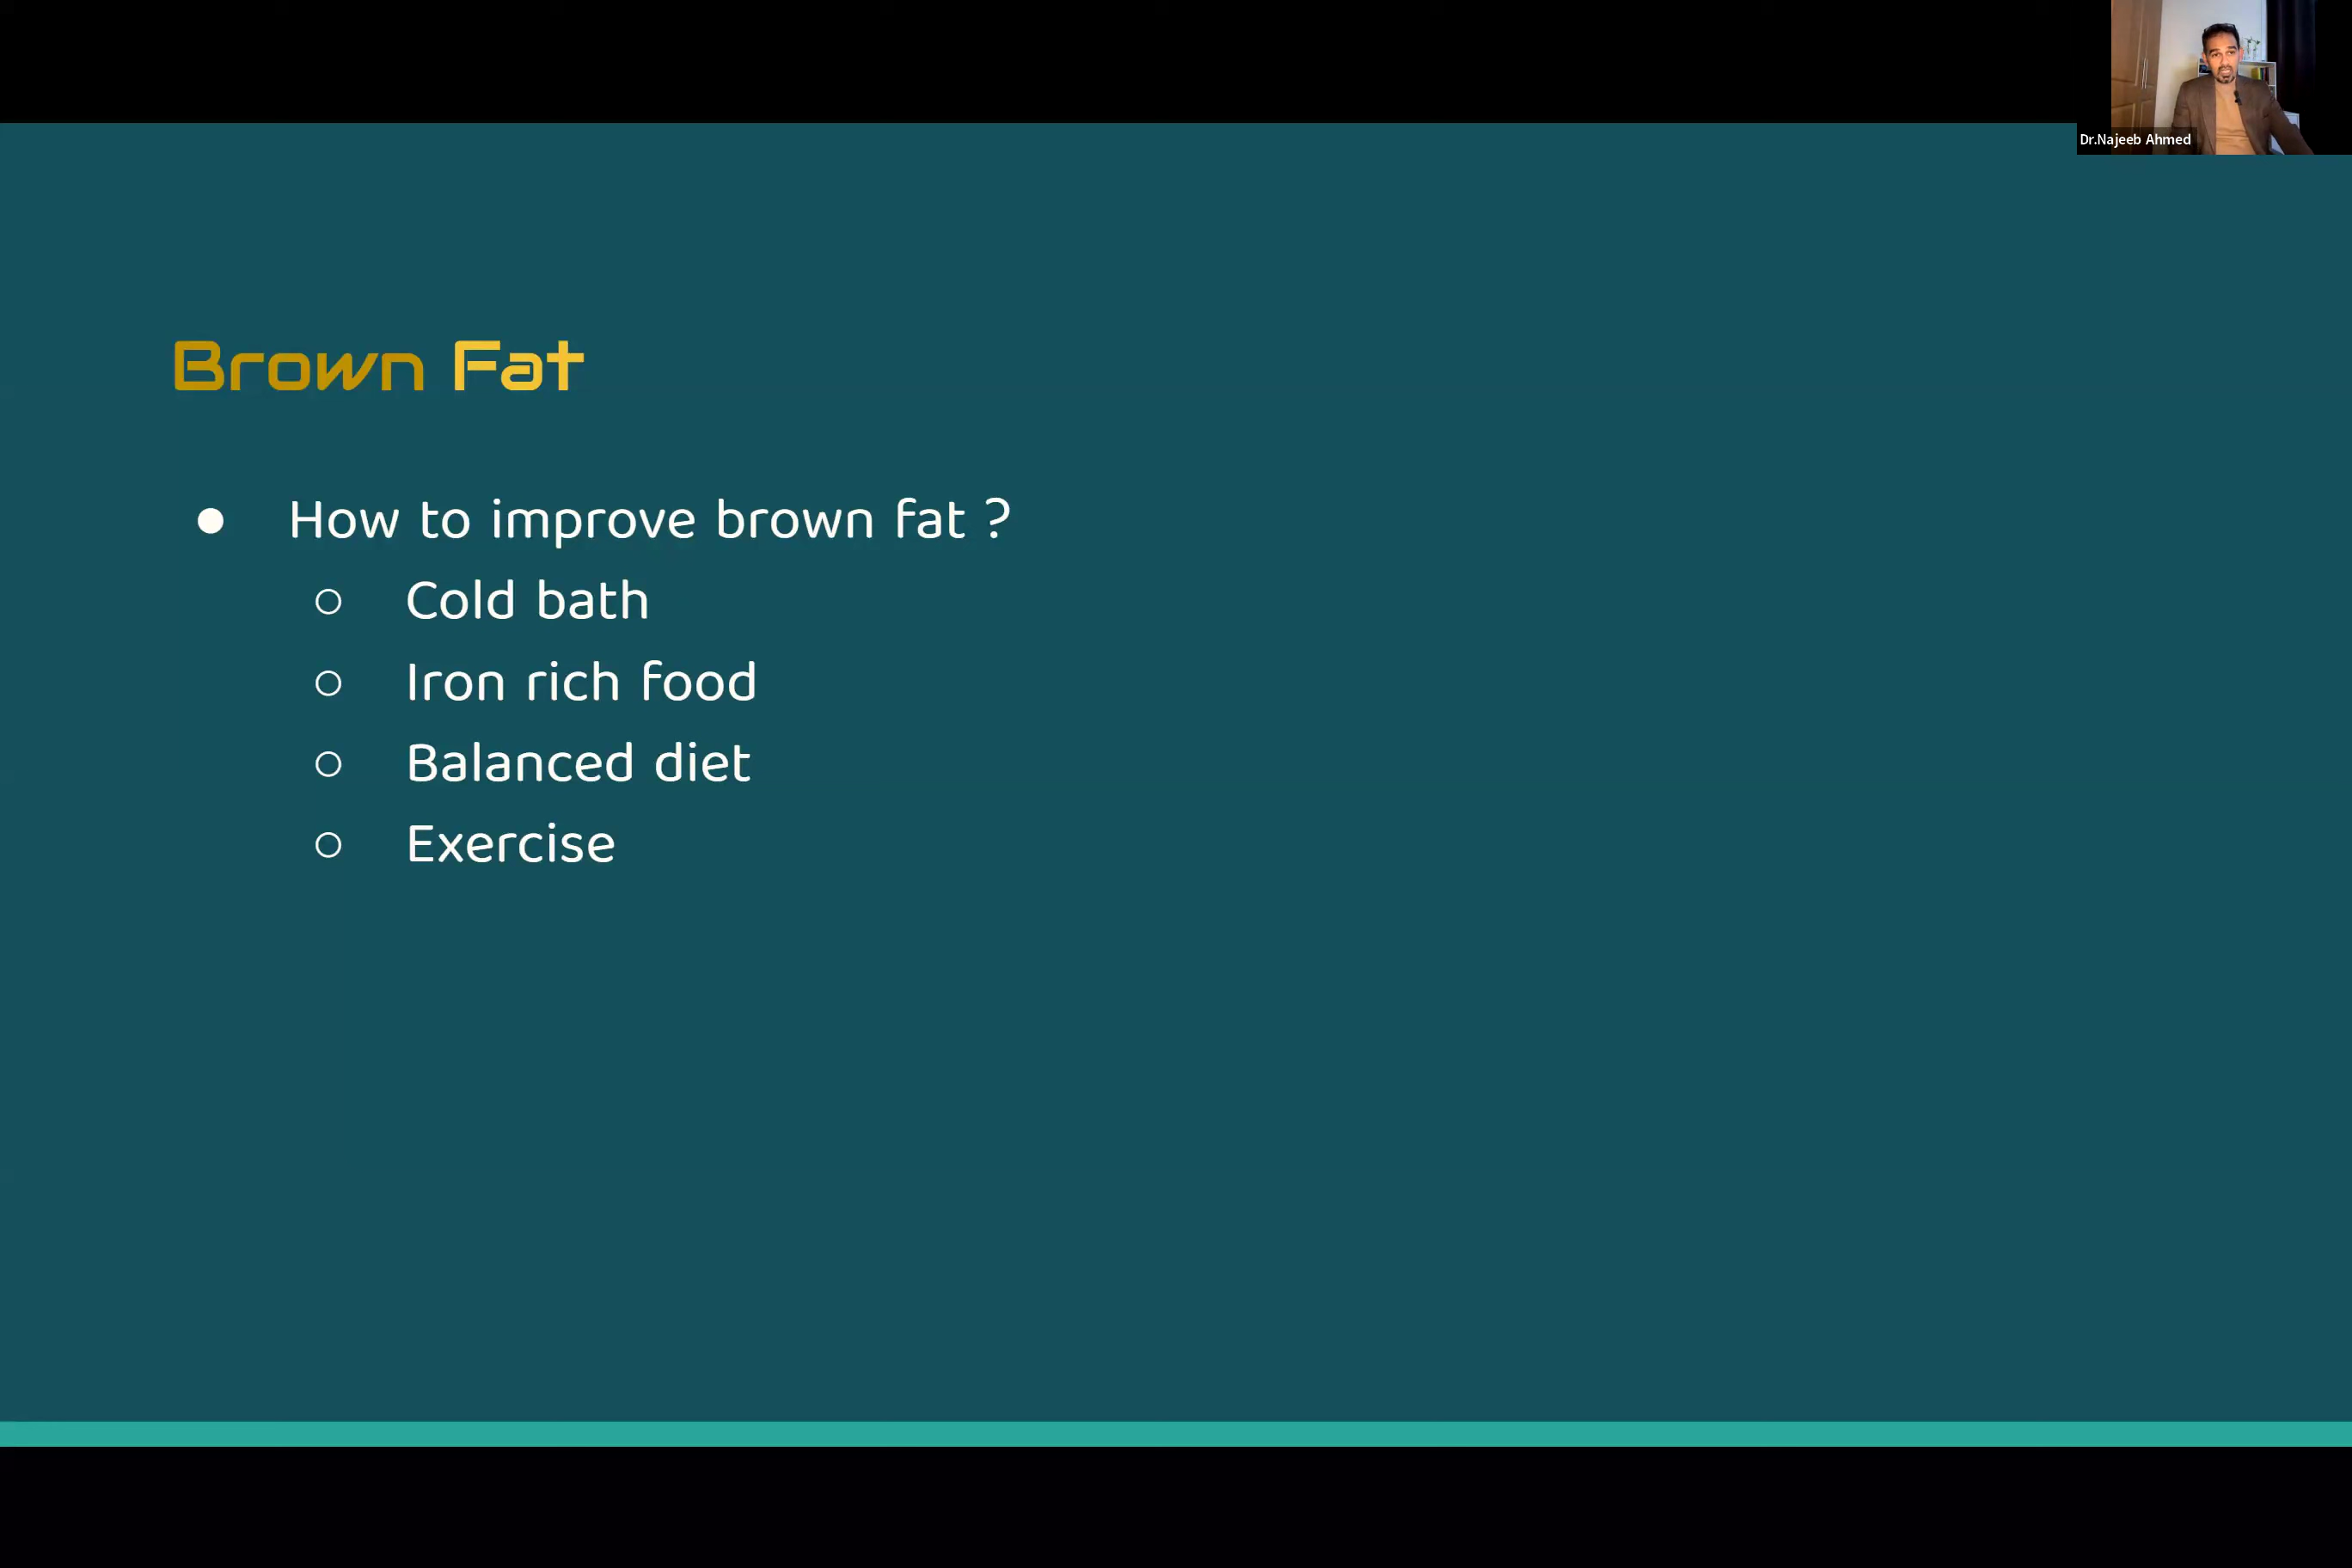 Dr.Najeeb Ahmed
Brown Fat
● How to improve brown fat ?
○ Cold bath
○ Iron rich food
○ Balanced diet
○ Exercise